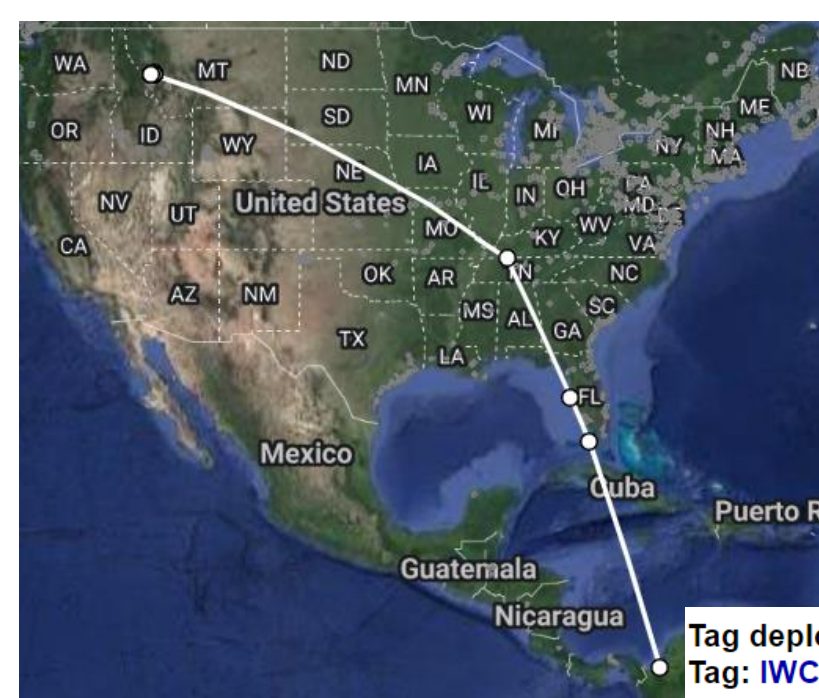 WA
MT
ND
MN
NB
ME
OR
ID
SD
WI
MI
NH
NY
MA
WY
NE
IA
IL
IN
OH
PA
MD
NV
UT
United States
MO
KY
WV
VA
CA
AZ
NM
OK
AR
TN
NC
TX
MS
AL
GA
SC
LA
FL
Mexico
Cuba
Puerto R
Guatemala
Nicaragua
Tag deplo
Tag: IWC